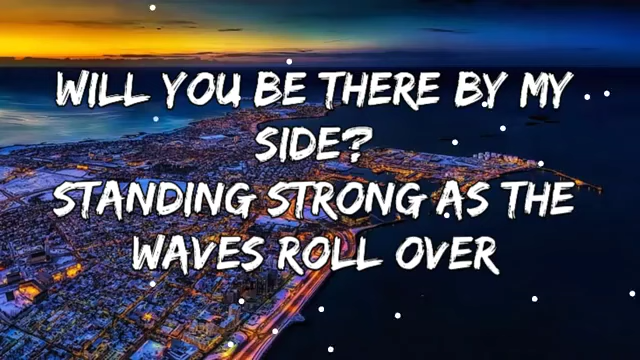 WILL YOU BE THERE BY MY
SIDE?
STANDING STRONG AS THE
WAVES ROLL OVER